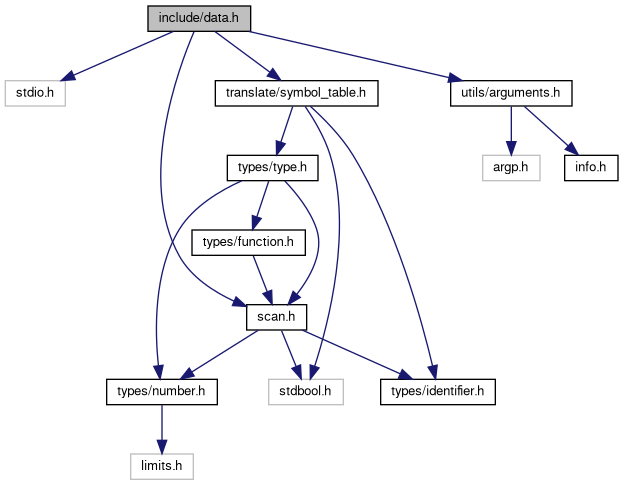 include/data.h
stdio.h
translate/symbol_table.h
utils/arguments.h
types/type.h
argp.h
info.h
types/function.h
scan.h
types/number.h
stdbool.h
types/identifier.h
limits.h